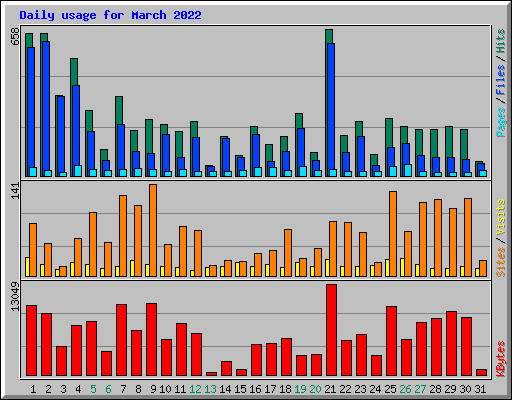 Daily usage for March 2022
658
Pages / Files / Hits
141
Sites / Visits
13049
KBytes
1 2 3 4 5 6 7 8 9 10 11 12 13 14 15 16 17 18 19 20 21 22 23 24 25 26 27 28 29 30 31